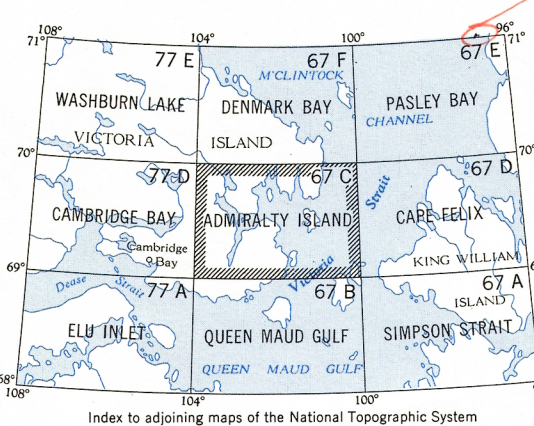 108° 104° 100° 96°
71° 71°
77 E 67 F 67 E
M'CLINTOCK
WASHBURN LAKE DENMARK BAY PASLEY BAY
CHANNEL
VICTORIA ISLAND
70° 70°
77 D 67 C 67 D
Strait
CAMBRIDGE BAY ADMIRALTY ISLAND CAPE FELIX
Cambridge
Bay
KING WILLIAM
Victoria
69° 69°
Dease Strait
77 A 67 B 67 A
ISLAND
ELU INLET QUEEN MAUD GULF SIMPSON STRAIT
QUEEN MAUD GULF
68°
108° 104° 100°
Index to adjoining maps of the National Topographic System